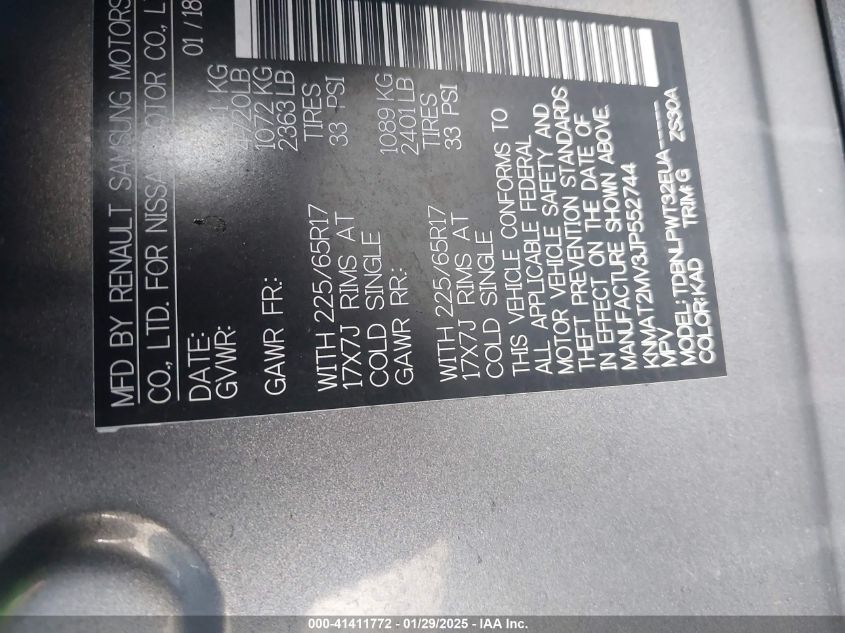 MFD BY RENAULT SAMSUNG MOTORS
CO., LTD. FOR NISSAN MOTOR CO., LT
DATE: 01 / 18
GVWR: KG
4720LB
GAWR FR: 1072 KG
2363 LB
WITH 225/65R17 TIRES
17X7J RIMS AT 33 PSI
COLD SINGLE
GAWR RR: 1089 KG
2401 LB
WITH 225/65R17 TIRES
17X7J RIMS AT 33 PSI
COLD SINGLE
THIS VEHICLE CONFORMS TO
ALL APPLICABLE FEDERAL
MOTOR VEHICLE SAFETY AND
THEFT PREVENTION STANDARDS
IN EFFECT ON THE DATE OF
MANUFACTURE SHOWN ABOVE.
KNMAT2MV3JP552744
MPV
MODEL: TDBNLPWT32EUA-----
COLOR: KAD TRIM: G ZS30A
000-41411772 - 01/29/2025 - IAA Inc.